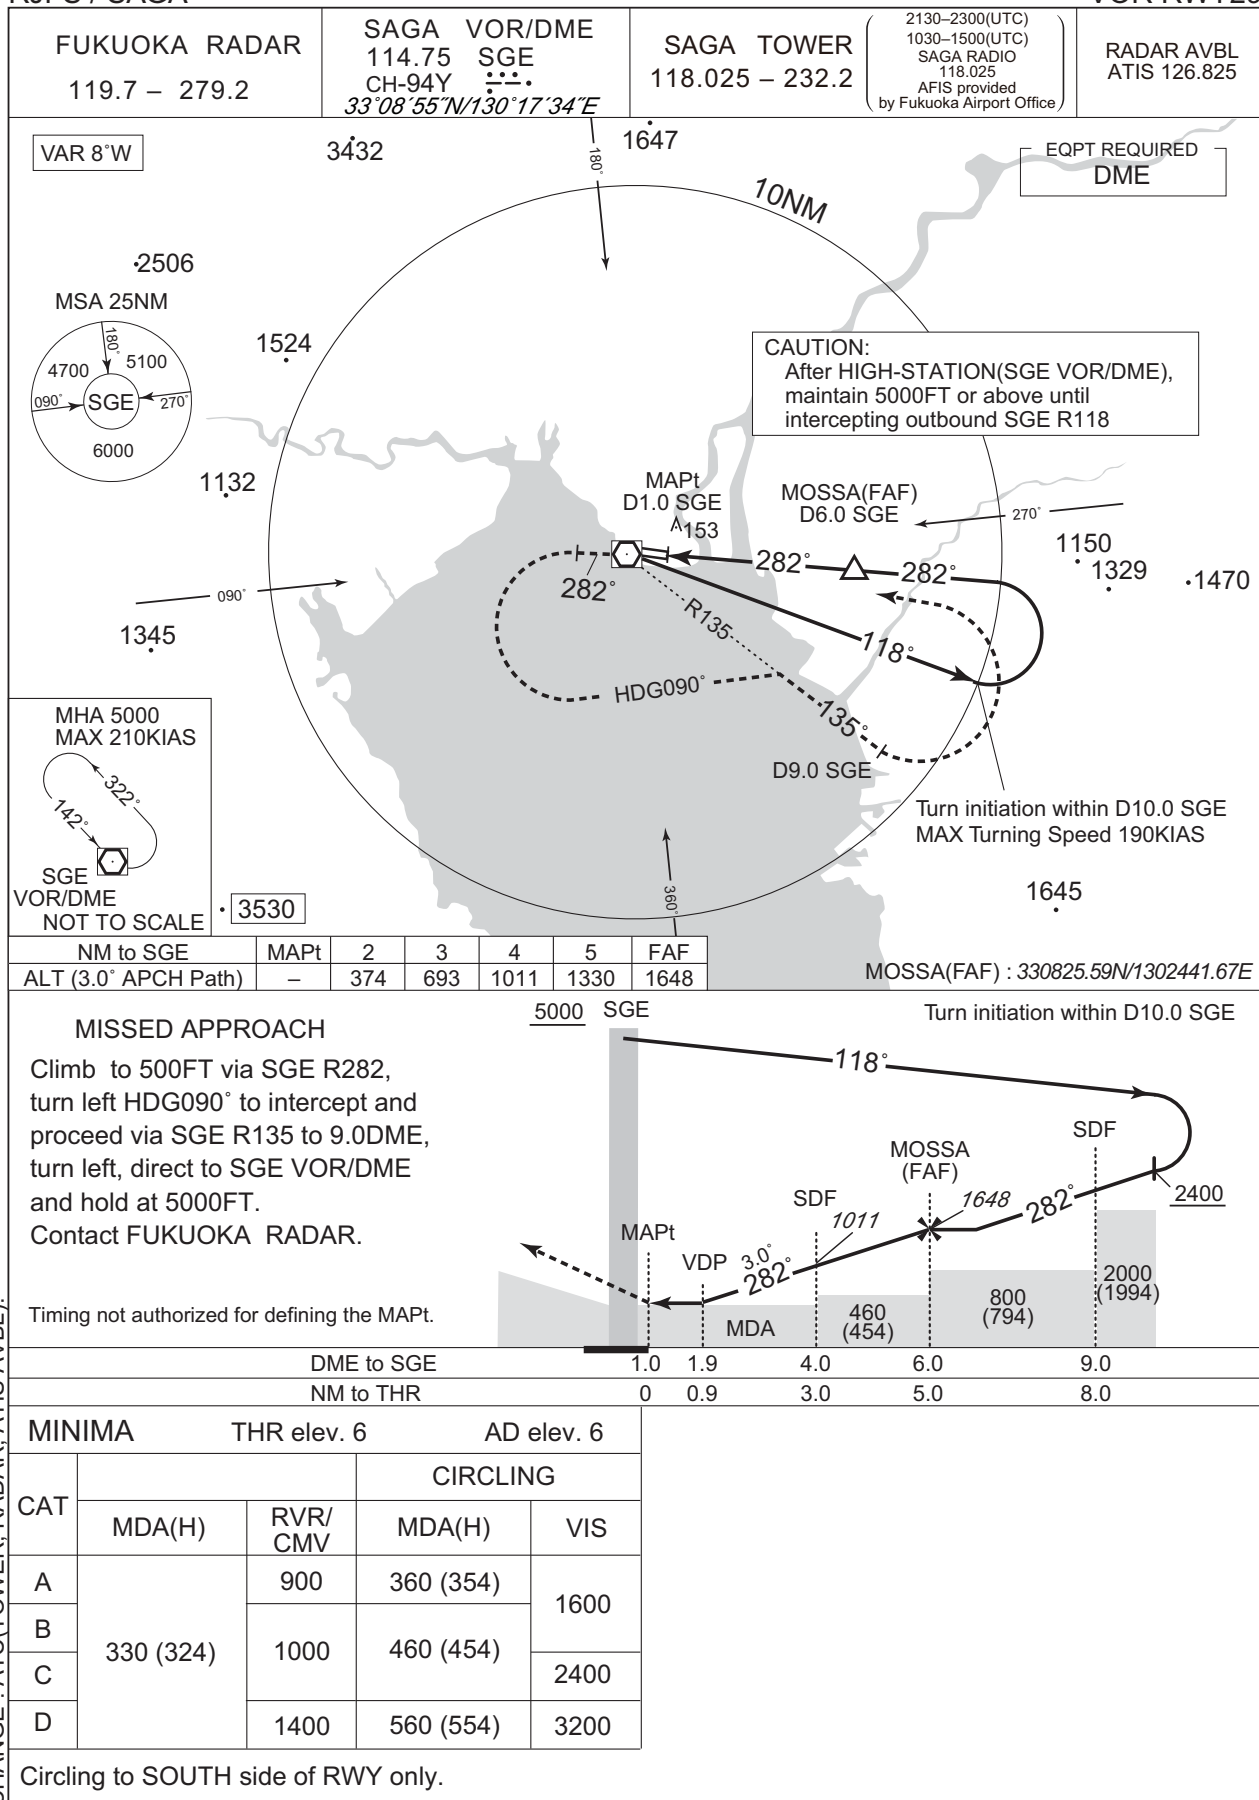 FUKUOKA RADAR
119.7 – 279.2
SAGA VOR/DME
114.75 SGE
CH-94Y
33°08´55˝N/130°17´34˝E
SAGA TOWER
118.025 – 232.2
2130–2300(UTC)
1030–1500(UTC)
SAGA RADIO
118.025
AFIS provided
by Fukuoka Airport Office
RADAR AVBL
ATIS 126.825
VAR 8°W
3432
180°
1647
EQPT REQUIRED
DME
10NM
2506
MSA 25NM
180°
4700
5100
090°
SGE
270°
6000
1524
CAUTION:
After HIGH-STATION(SGE VOR/DME),
maintain 5000FT or above until
intercepting outbound SGE R118
1132
MAPt
D1.0 SGE
153
MOSSA(FAF)
D6.0 SGE
270°
1150
1329
1470
282°
282°
282°
090°
1345
R135
118°
HDG090°
135°
D9.0 SGE
MHA 5000
MAX 210KIAS
322°
142°
SGE
VOR/DME
NOT TO SCALE
Turn initiation within D10.0 SGE
MAX Turning Speed 190KIAS
360°
1645
3530
NM to SGE MAPt 2 3 4 5 FAF
ALT (3.0° APCH Path) – 374 693 1011 1330 1648
MOSSA(FAF) : 330825.59N/1302441.67E
MISSED APPROACH
Climb to 500FT via SGE R282,
turn left HDG090° to intercept and
proceed via SGE R135 to 9.0DME,
turn left, direct to SGE VOR/DME
and hold at 5000FT.
Contact FUKUOKA RADAR.
Timing not authorized for defining the MAPt.
5000 SGE
Turn initiation within D10.0 SGE
118°
SDF
MOSSA
(FAF)
2400
SDF
1011
1648
282°
MAPt
VDP
3.0°
282°
MDA
460
(454)
800
(794)
2000
(1994)
DME to SGE 1.0 1.9 4.0 6.0 9.0
NM to THR 0 0.9 3.0 5.0 8.0
MINIMA THR elev. 6 AD elev. 6
CAT
CIRCLING
MDA(H)
RVR/
CMV
MDA(H)
VIS
A 900 360 (354)
1600
B
330 (324) 1000 460 (454)
C 2400
D 1400 560 (554) 3200
Circling to SOUTH side of RWY only.